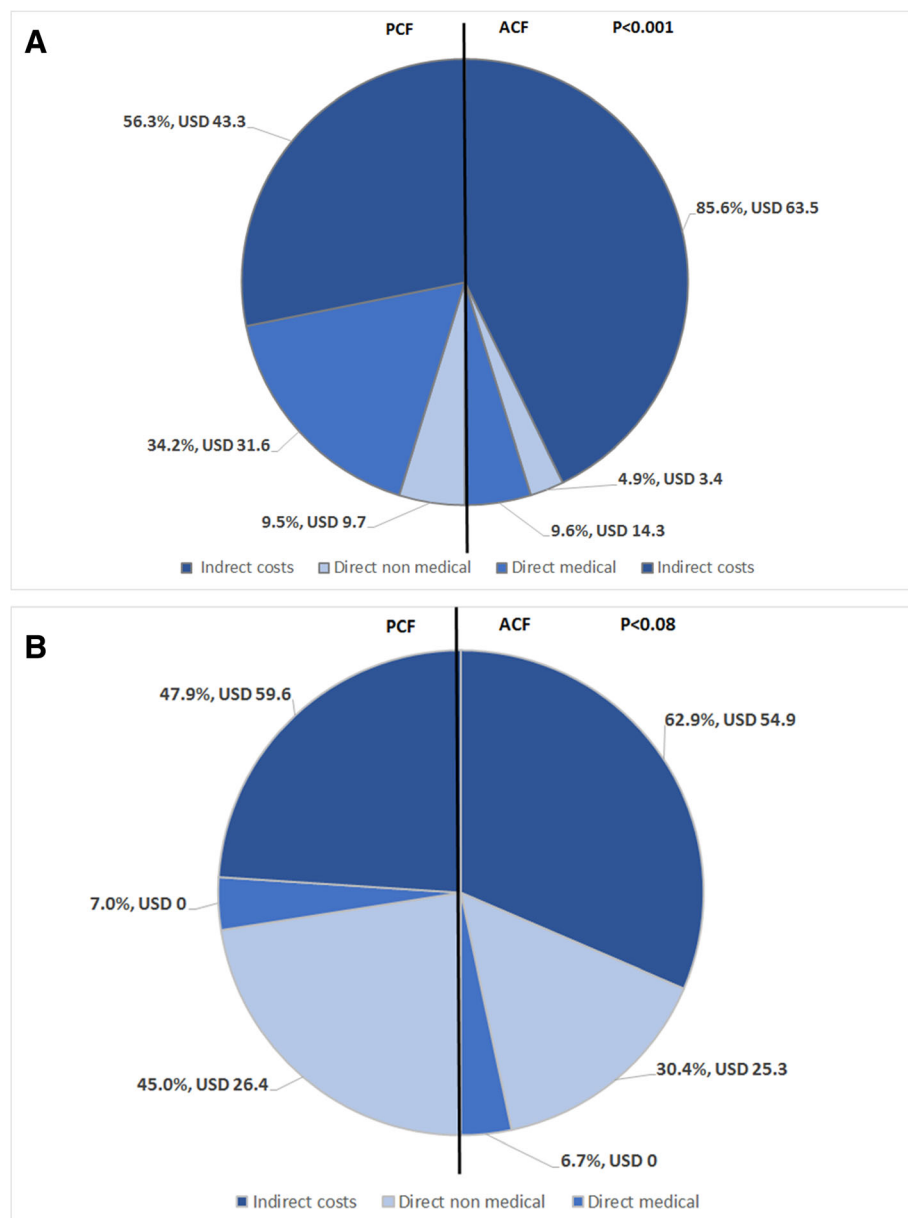 A
PCF ACF P<0.001
56.3%, USD 43.3
85.6%, USD 63.5
34.2%, USD 31.6
4.9%, USD 3.4
9.5%, USD 9.7
9.6%, USD 14.3
Indrect costs Direct non medical Direct medical Indirect costs
B
PCF ACF P<0.08
47.9%, USD 59.6
62.9%, USD 54.9
7.0%, USD 0
30.4%, USD 25.3
45.0%, USD 26.4
6.7%, USD 0
Indirect costs Direct non medical Direct medical